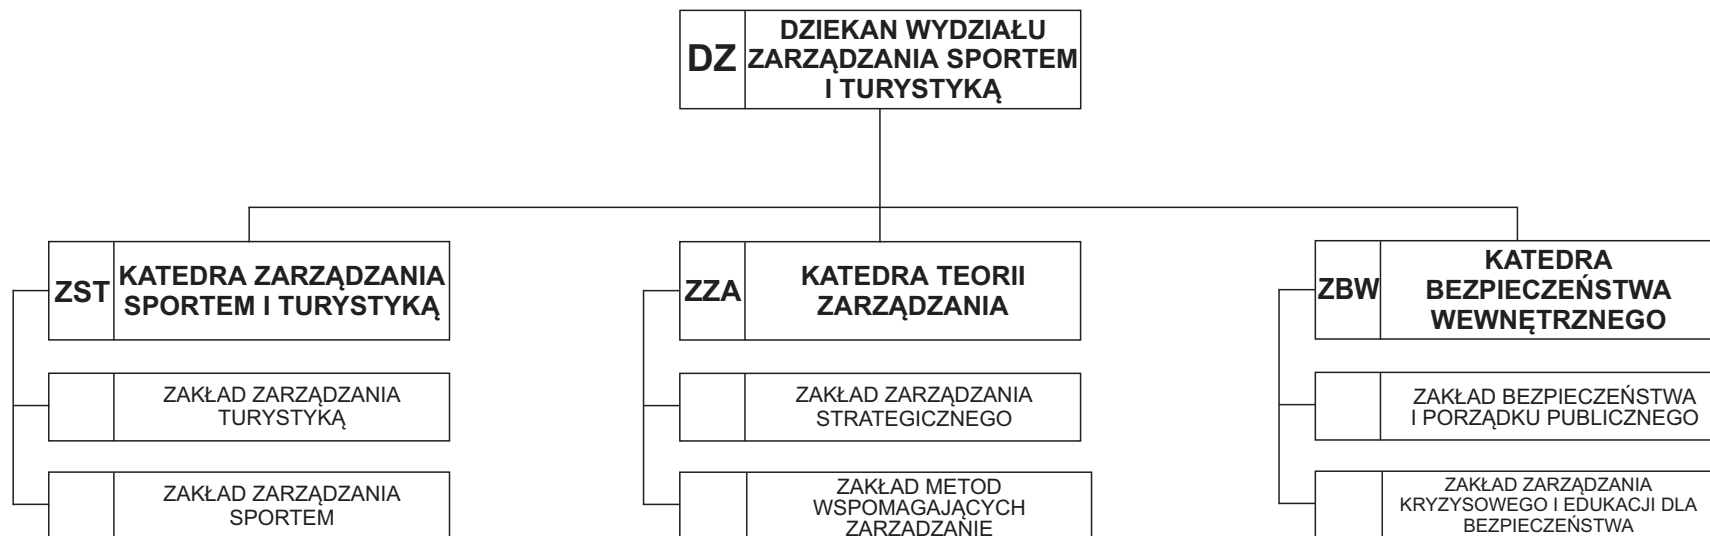 DZ
DZIEKAN WYDZIAŁU
ZARZĄDZANIA SPORTEM
I TURYSTYKĄ
ZST
KATEDRA ZARZĄDZANIA
SPORTEM I TURYSTYKĄ
ZAKŁAD ZARZĄDZANIA
TURYSTYKĄ
ZAKŁAD ZARZĄDZANIA
SPORTEM
ZZA
KATEDRA TEORII
ZARZĄDZANIA
ZAKŁAD ZARZĄDZANIA
STRATEGICZNEGO
ZAKŁAD METOD
WSPOMAGAJĄCYCH
ZARZĄDZANIE
ZBW
KATEDRA
BEZPIECZEŃSTWA
WEWNĘTRZNEGO
ZAKŁAD BEZPIECZEŃSTWA
I PORZĄDKU PUBLICZNEGO
ZAKŁAD ZARZĄDZANIA
KRYZYSOWEGO I EDUKACJI DLA
BEZPIECZEŃSTWA